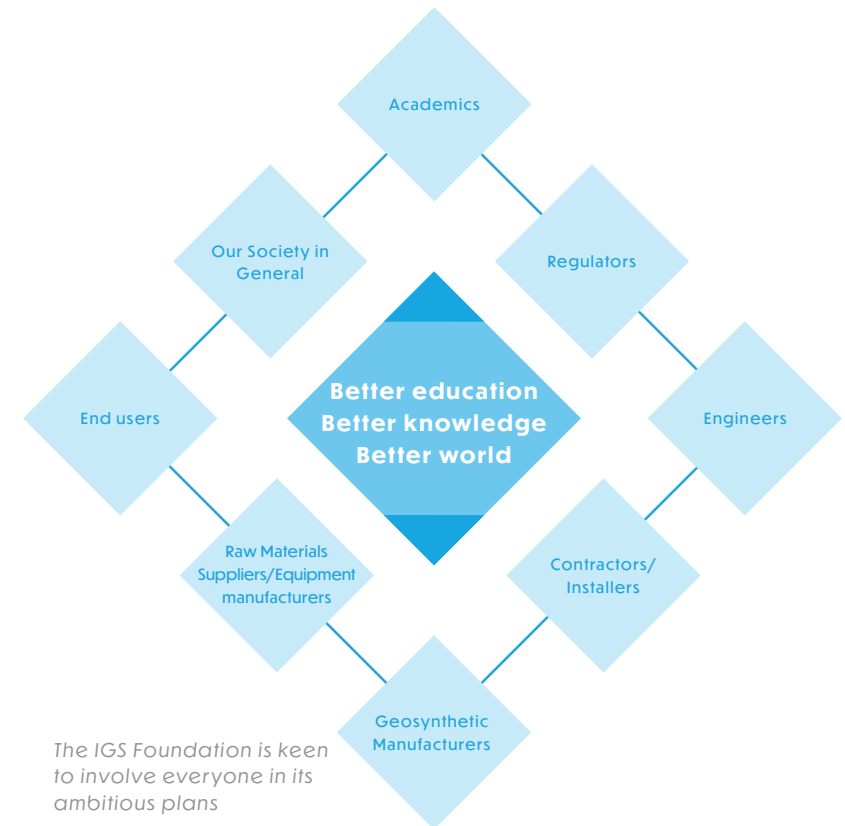 Academics
Our Society in
General
Regulators
Better education
Better knowledge
Better world
End users
Engineers
Raw Materials
Suppliers/Equipment
manufacturers
Contractors/
Installers
Geosynthetic
Manufacturers
The IGS Foundation is keen
to involve everyone in its
ambitious plans